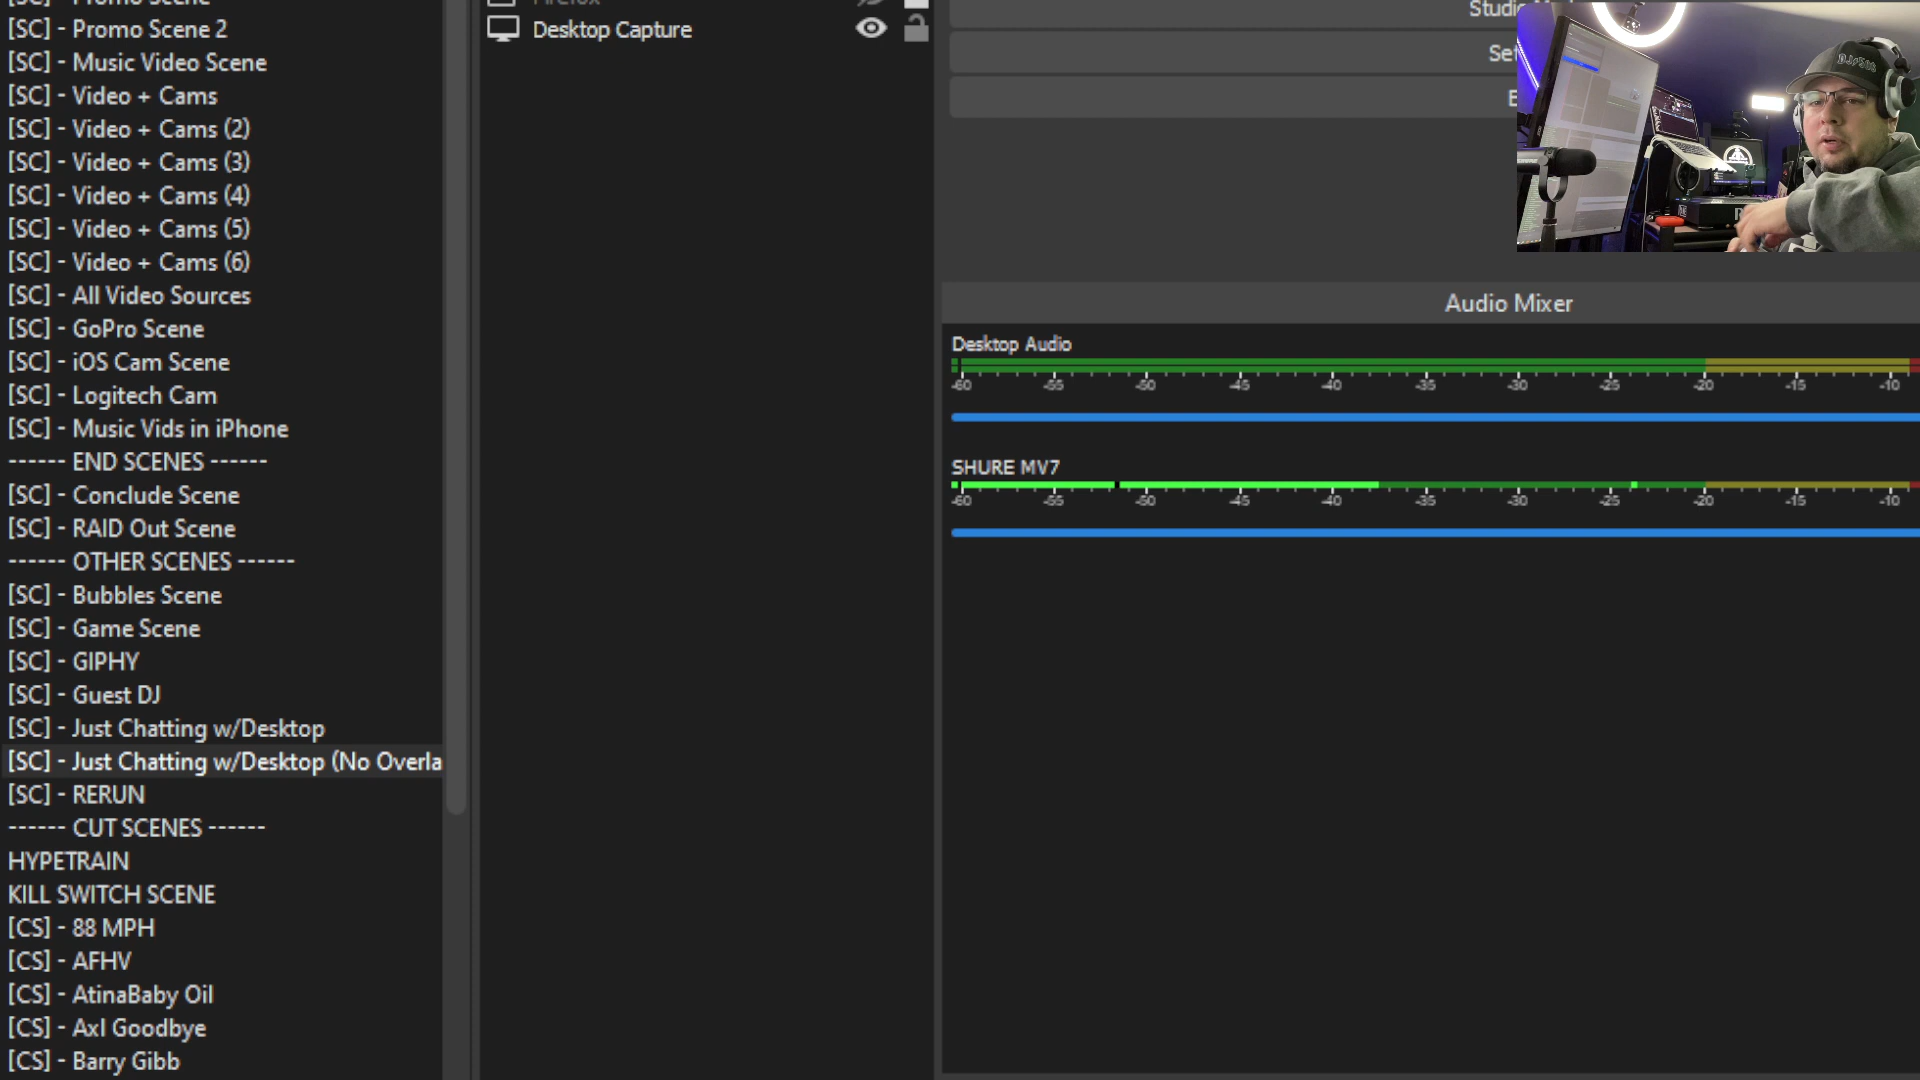 [SC] - Promo Scene
[SC] - Promo Scene 2
[SC] - Music Video Scene
[SC] - Video + Cams
[SC] - Video + Cams (2)
[SC] - Video + Cams (3)
[SC] - Video + Cams (4)
[SC] - Video + Cams (5)
[SC] - Video + Cams (6)
[SC] - All Video Sources
[SC] - GoPro Scene
[SC] - iOS Cam Scene
[SC] - Logitech Cam
[SC] - Music Vids in iPhone
------ END SCENES ------
[SC] - Conclude Scene
[SC] - RAID Out Scene
------ OTHER SCENES ------
[SC] - Bubbles Scene
[SC] - Game Scene
[SC] - GIPHY
[SC] - Guest DJ
[SC] - Just Chatting w/Desktop
[SC] - Just Chatting w/Desktop (No Overla
[SC] - RERUN
------ CUT SCENES ------
HYPETRAIN
KILL SWITCH SCENE
[CS] - 88 MPH
[CS] - AFHV
[CS] - AtinaBaby Oil
[CS] - Axl Goodbye
[CS] - Barry Gibb
Firefox
Desktop Capture
Studi
Set
E
Audio Mixer
Desktop Audio
-60 -55 -50 -45 -40 -35 -30 -25 -20 -15 -10
SHURE MV7
-60 -55 -50 -45 -40 -35 -30 -25 -20 -15 -10